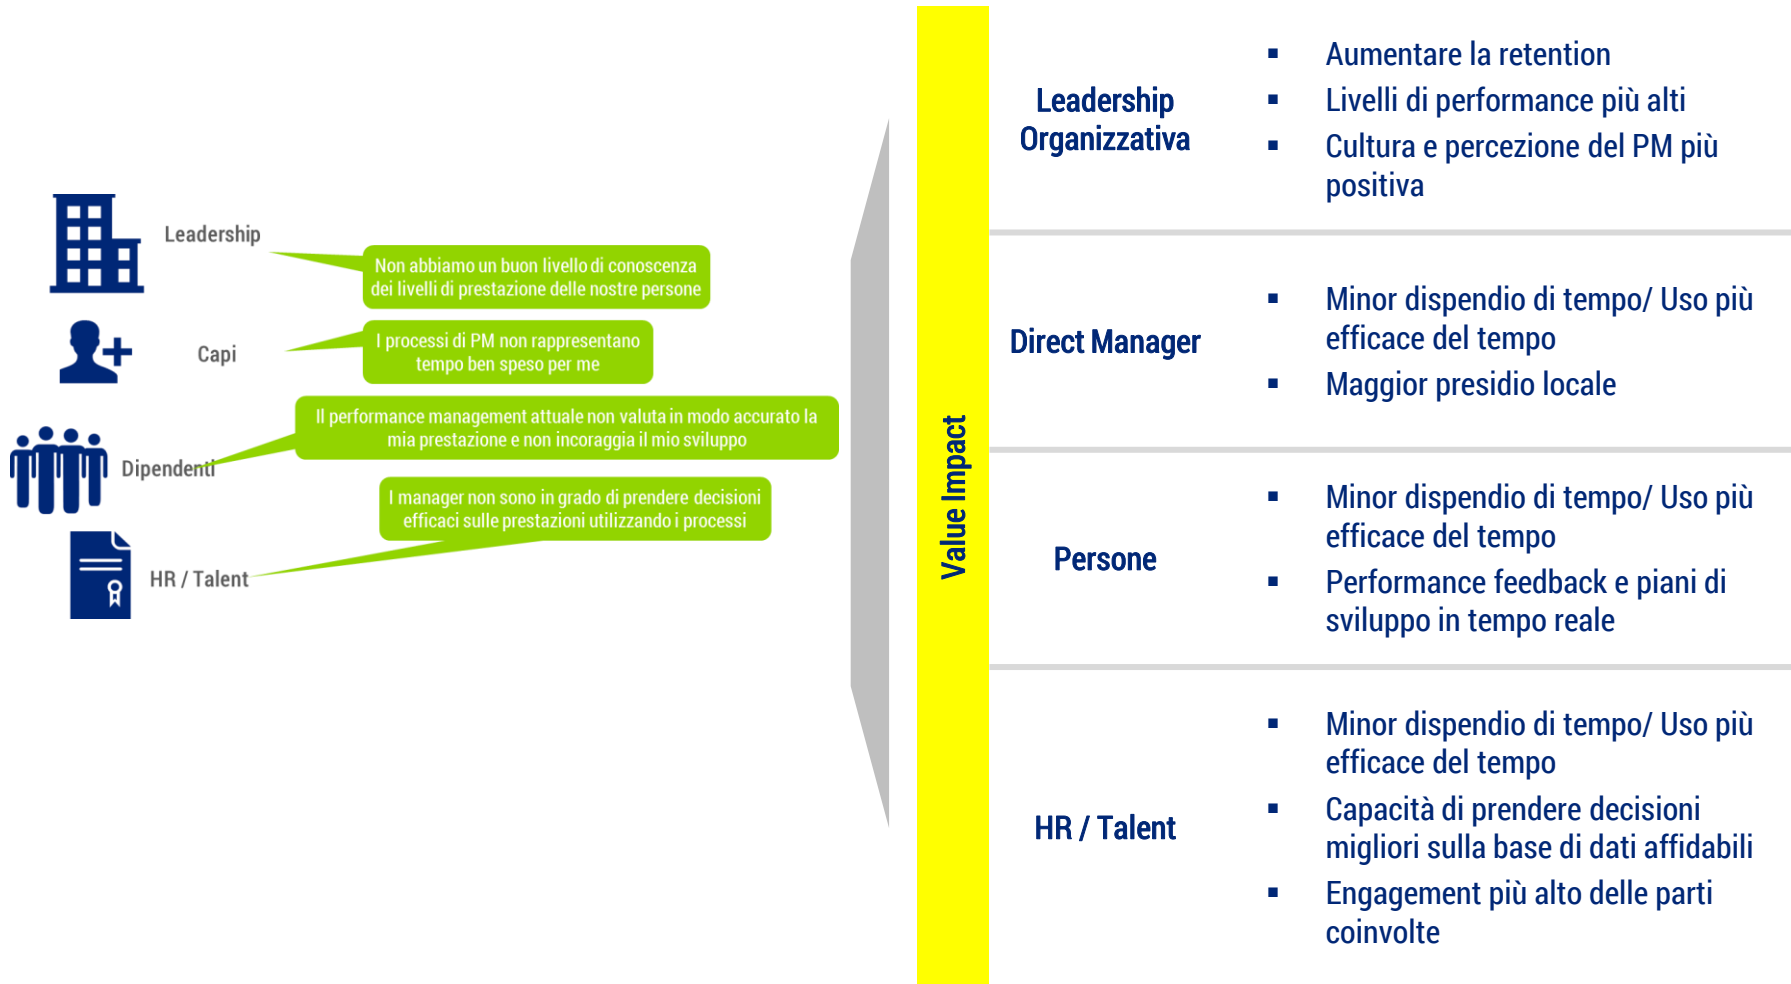 Leadership
Non abbiamo un buon livello di conoscenza
dei livelli di prestazione delle nostre persone
Capi
I processi di PM non rappresentano
tempo ben speso per me
Dipendenti
Il performance management attuale non valuta in modo accurato la
mia prestazione e non incoraggia il mio sviluppo
HR / Talent
I manager non sono in grado di prendere decisioni
efficaci sulle prestazioni utilizzando i processi
Value Impact
Leadership
Organizzativa
▪ Aumentare la retention
▪ Livelli di performance più alti
▪ Cultura e percezione del PM più
positiva
Direct Manager
▪ Minor dispendio di tempo/ Uso più
efficace del tempo
▪ Maggior presidio locale
Persone
▪ Minor dispendio di tempo/ Uso più
efficace del tempo
▪ Performance feedback e piani di
sviluppo in tempo reale
HR / Talent
▪ Minor dispendio di tempo/ Uso più
efficace del tempo
▪ Capacità di prendere decisioni
migliori sulla base di dati affidabili
▪ Engagement più alto delle parti
coinvolte